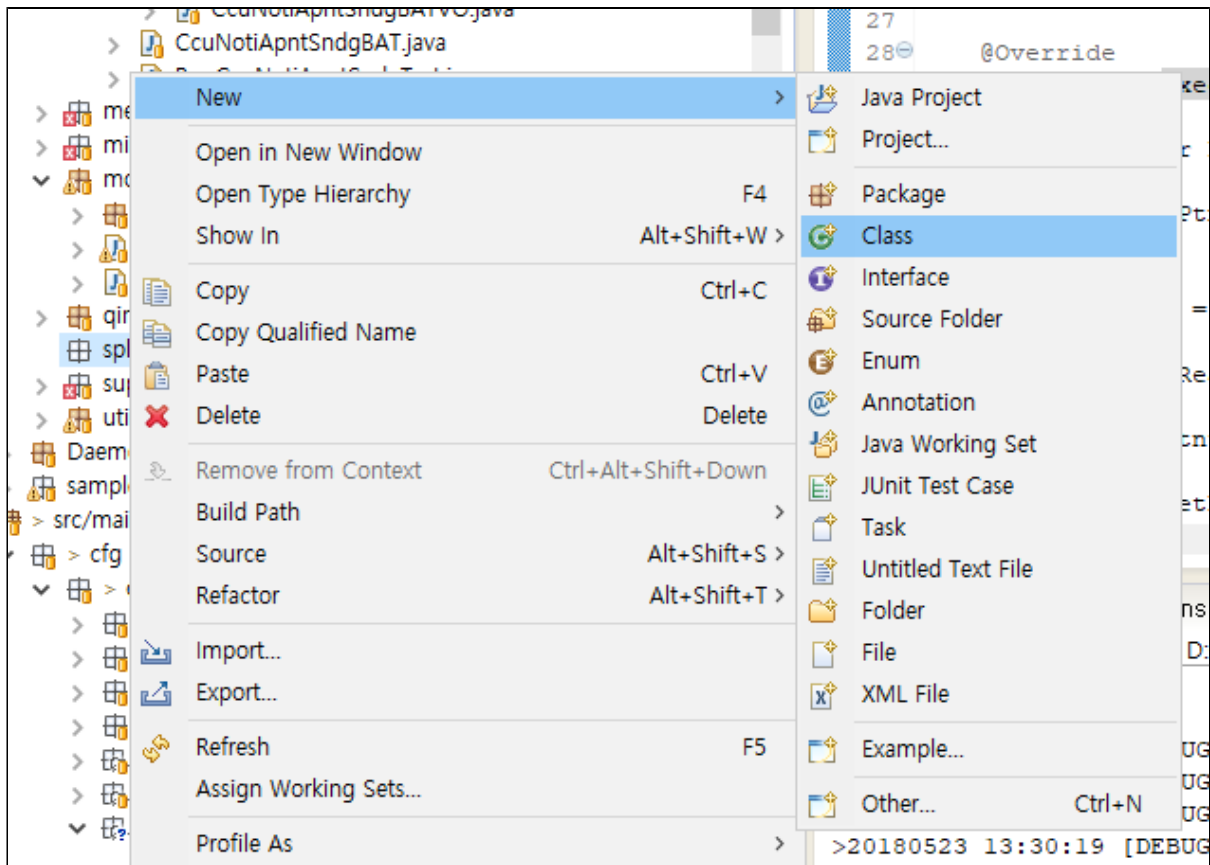 CcuNotiApntSndgBATVO.java
CcuNotiApntSndgBAT.java
27
28
@Override
New
Open in New Window
Open Type Hierarchy F4
Show In Alt+Shift+W >
Copy Ctrl+C
Copy Qualified Name
Paste Ctrl+V
Delete Delete
Remove from Context Ctrl+Alt+Shift+Down
Build Path >
Source Alt+Shift+S >
Refactor Alt+Shift+T >
Import...
Export...
Refresh F5
Assign Working Sets...
Profile As >
Java Project
Project...
Package
Class
Interface
Source Folder
Enum
Annotation
Java Working Set
JUnit Test Case
Task
Untitled Text File
Folder
File
XML File
Example...
Other... Ctrl+N
> src/mai
> cfg
D:
>20180523 13:30:19 [DEBUG